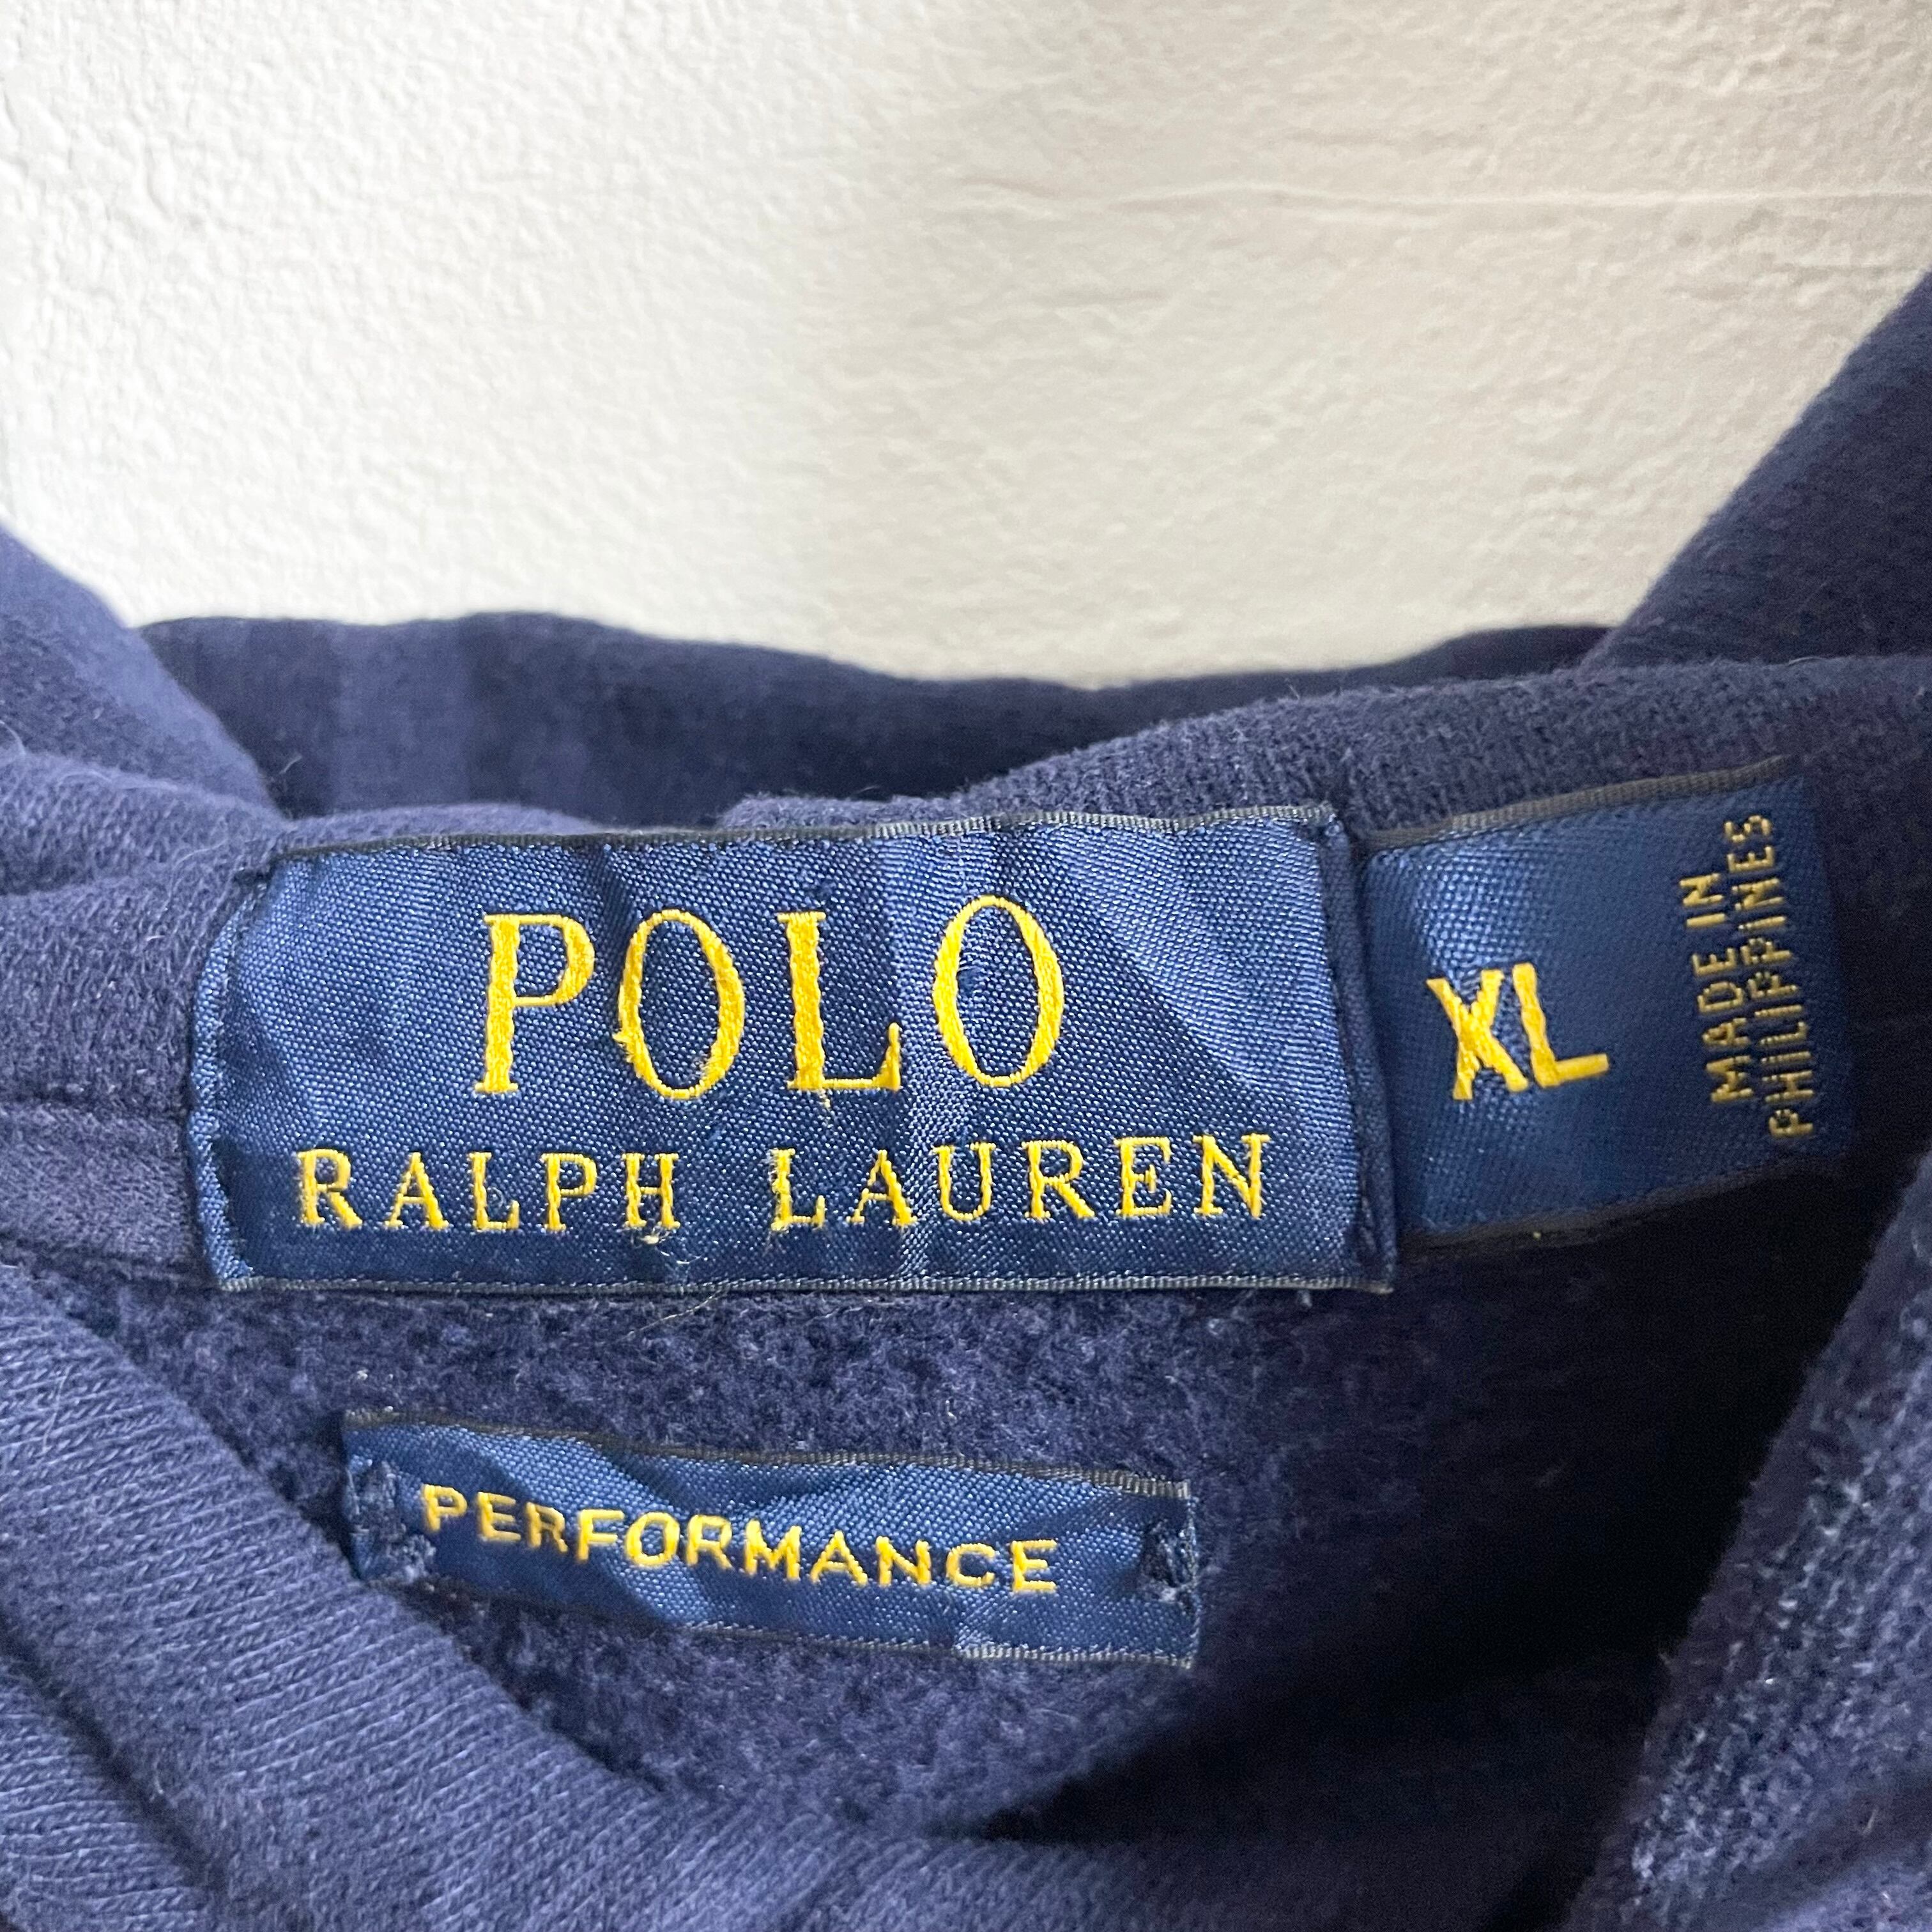 POLO
RALPH LAUREN
XL
MADE IN
PHILIPPINES
PERFORMANCE